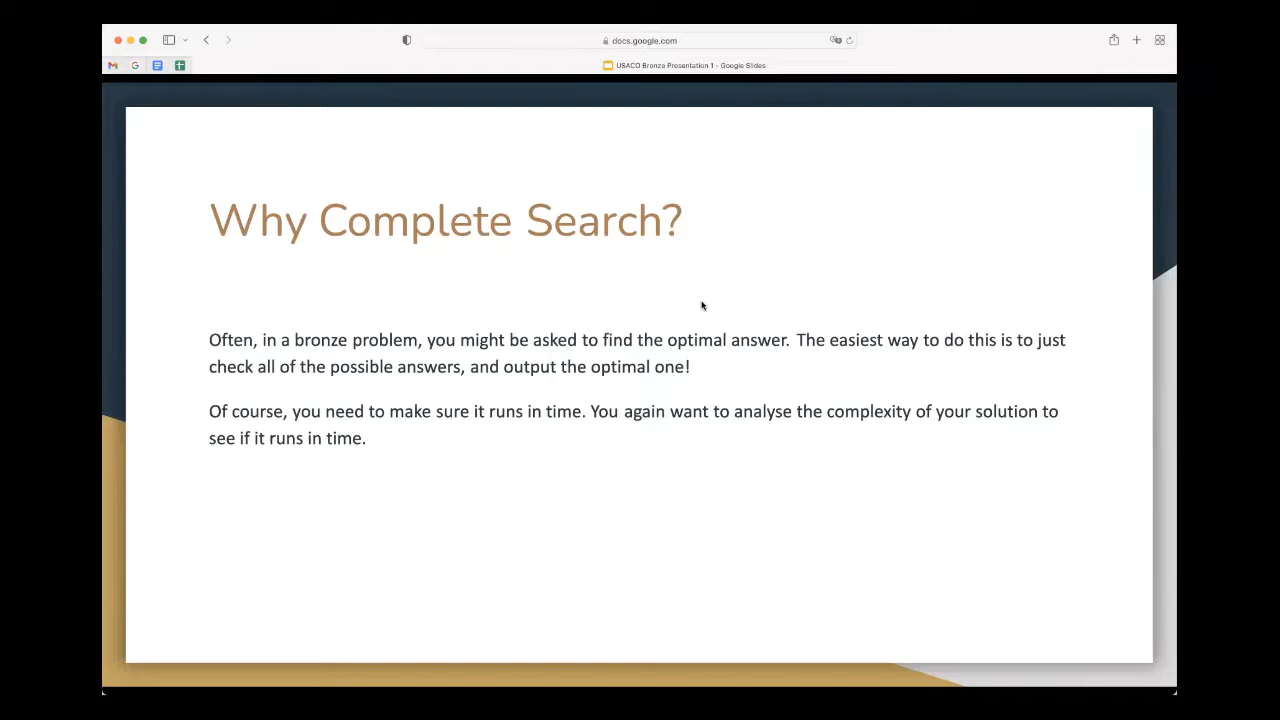 docs.google.com
USACO Bronze Presentation 1 - Google Slides
Why Complete Search?
Often, in a bronze problem, you might be asked to find the optimal answer. The easiest way to do this is to just
check all of the possible answers, and output the optimal one!
Of course, you need to make sure it runs in time. You again want to analyse the complexity of your solution to
see if it runs in time.